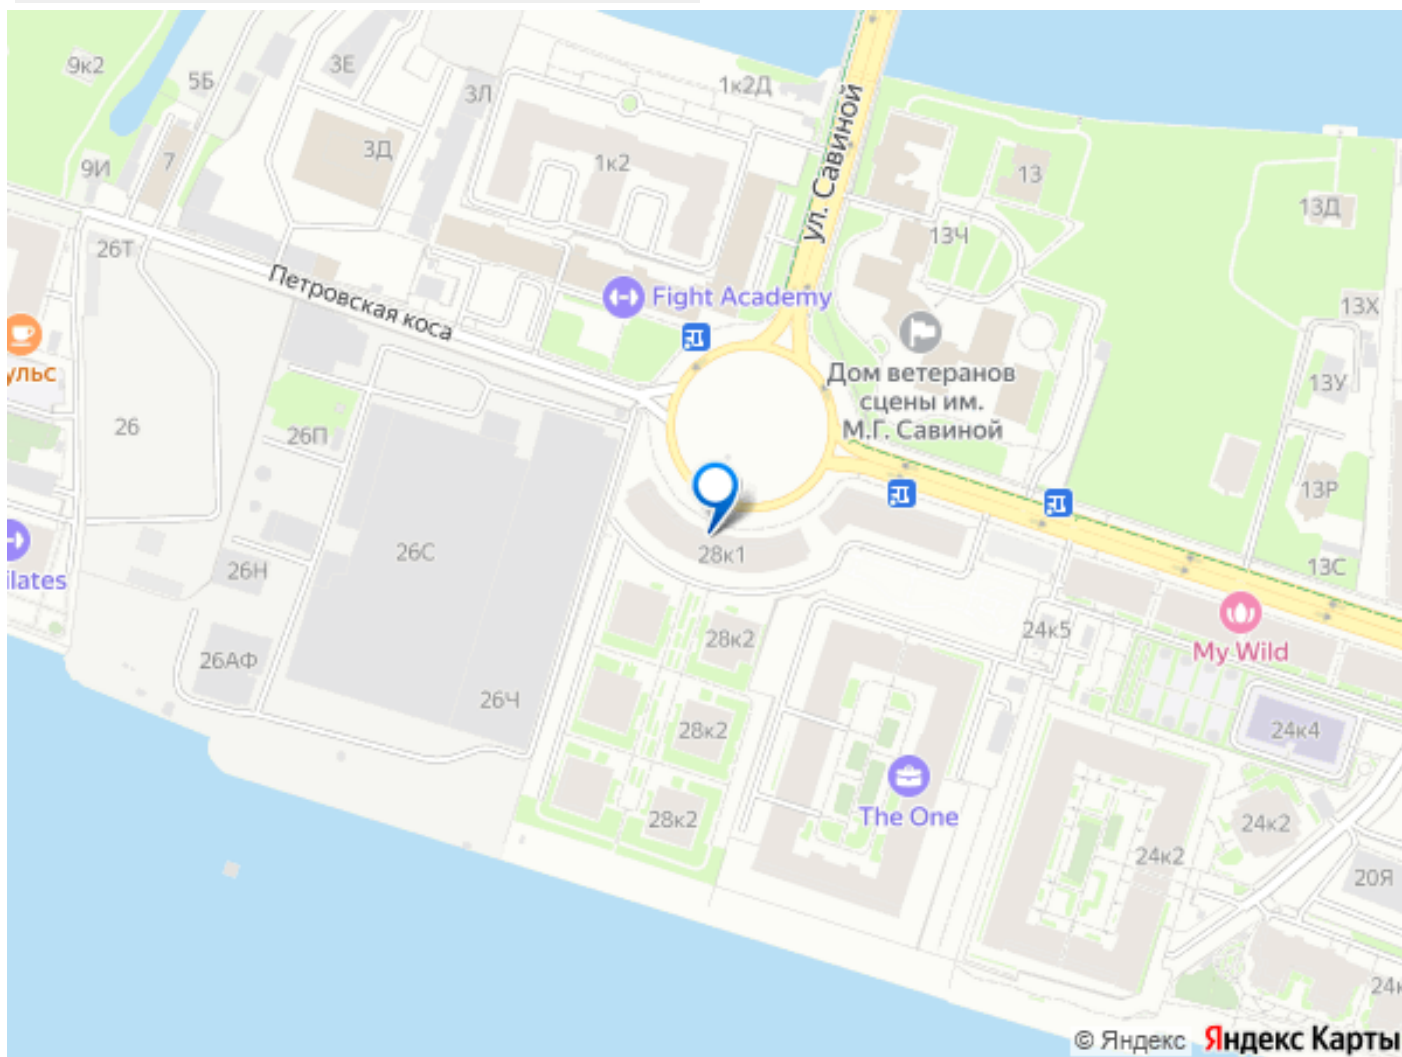 9к2
5Б
3Е
3Л
1к2Д
ул. Савиной
3Д
7
9И
1к2
13
13Д
13Ч
26Т
Петровская коса
Fight Academy
13Х
ульс
Дом ветеранов
сцены им.
М.Г. Савиной
13У
26
26П
13Р
26С
28к1
26Н
ilates
13С
24к5
My Wild
28к2
26АФ
26Ч
28к2
24к4
The One
28к2
24к2
24к2
20Я
24к
© Яндекс
Яндекс Карты